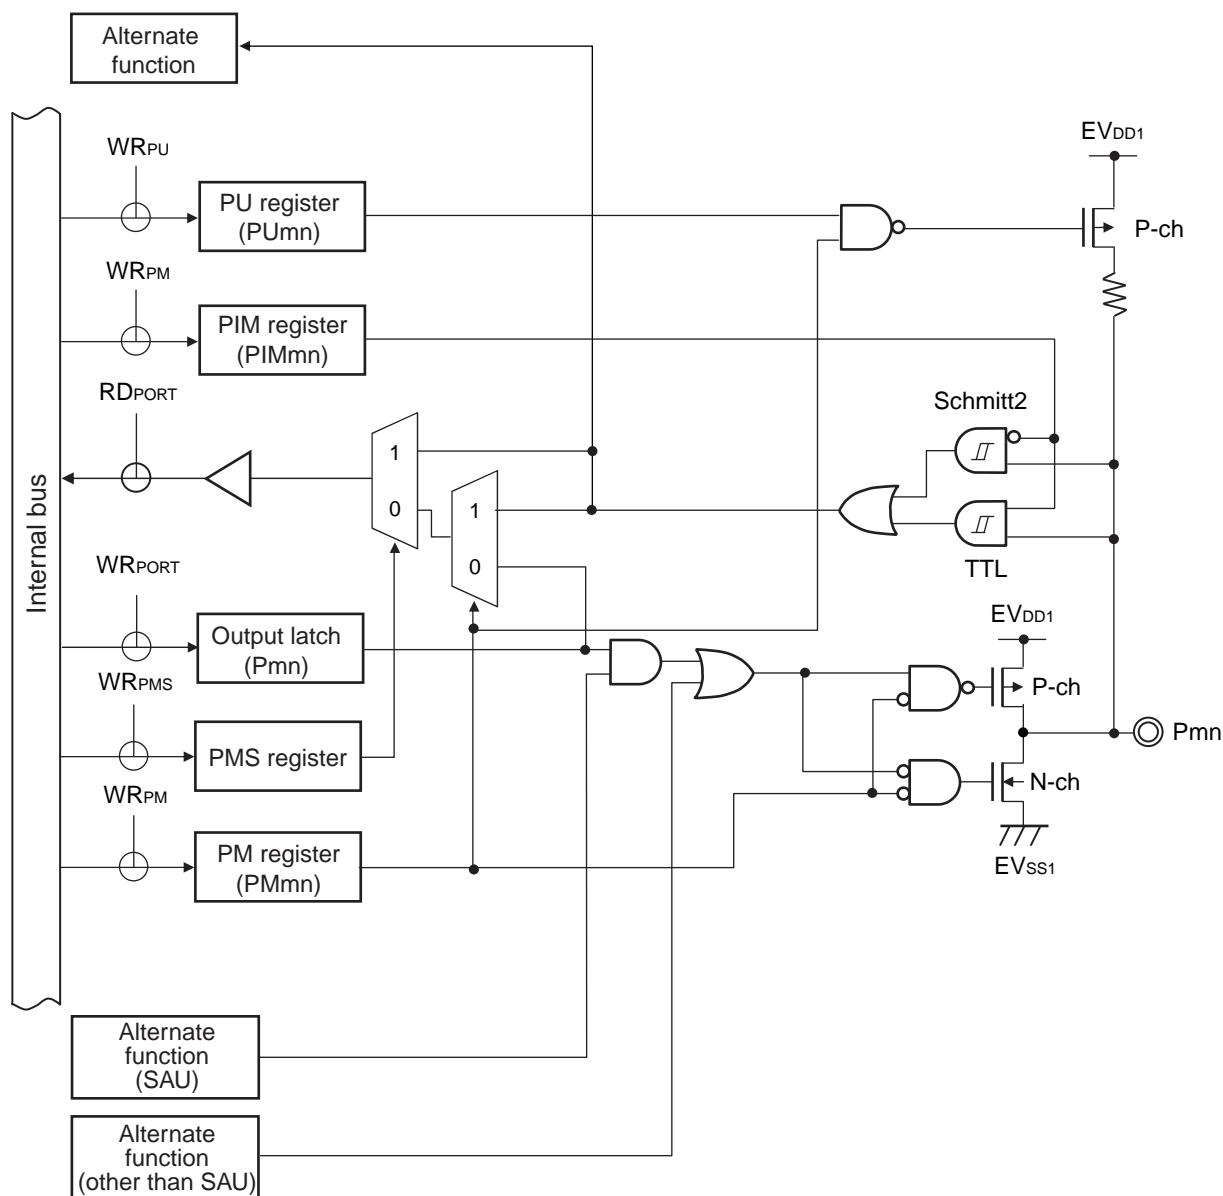 Alternate
function
WRPU
EVDD1
PU register
(PUmn)
P-ch
WRPM
PIM register
(PIMmn)
RDPORT
Schmitt2
1
0
1
0
TTL
Internal bus
WRPORT
Output latch
(Pmn)
EVDD1
WRPMS
P-ch
PMS register
Pmn
WRPM
N-ch
PM register
(PMmn)
EVSS1
Alternate
function
(SAU)
Alternate
function
(other than SAU)